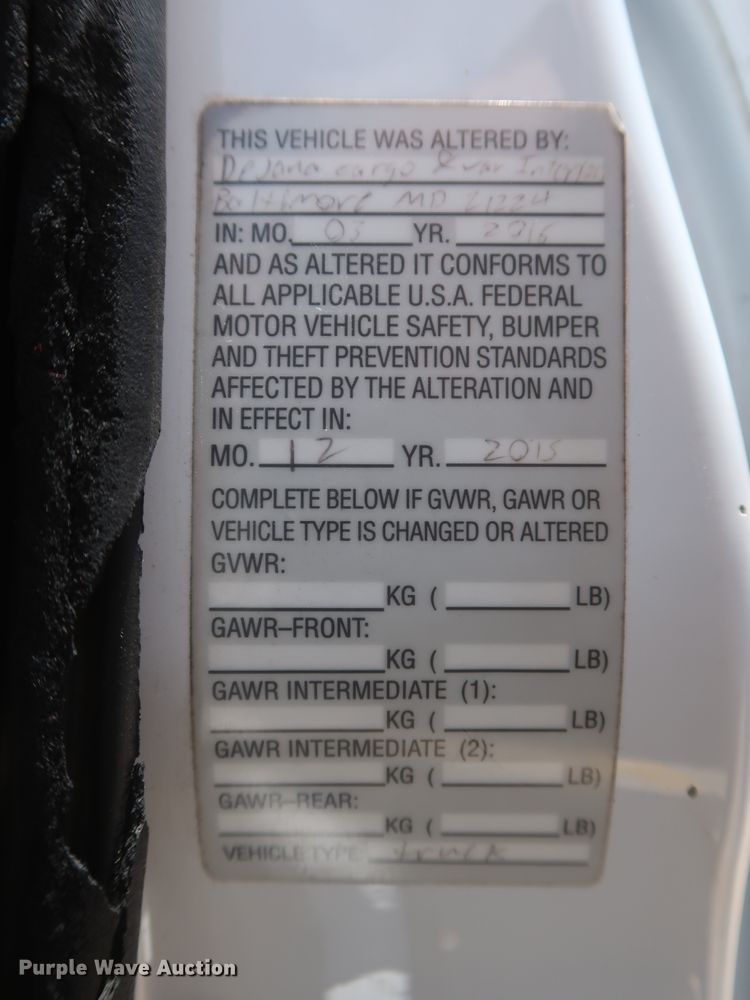 THIS VEHICLE WAS ALTERED BY:
DeJana cargo & van Interior
Baltimore MD 21224
IN: MO. 03 YR. 2016
AND AS ALTERED IT CONFORMS TO
ALL APPLICABLE U.S.A. FEDERAL
MOTOR VEHICLE SAFETY, BUMPER
AND THEFT PREVENTION STANDARDS
AFFECTED BY THE ALTERATION AND
IN EFFECT IN:
MO. 12 YR. 2015
COMPLETE BELOW IF GVWR, GAWR OR
VEHICLE TYPE IS CHANGED OR ALTERED
GVWR:
KG ( LB)
GAWR–FRONT:
KG ( LB)
GAWR INTERMEDIATE (1):
KG ( LB)
GAWR INTERMEDIATE (2):
KG ( LB)
GAWR–REAR:
KG ( LB)
VEHICLE TYPE truck
Purple Wave Auction